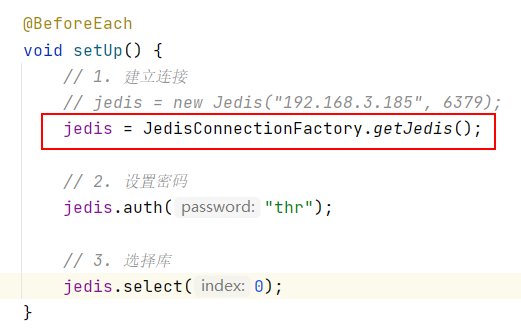 @BeforeEach
void setUp() {
// 1. 建立连接
// jedis = new Jedis("192.168.3.185", 6379);
jedis = JedisConnectionFactory.getJedis();
// 2. 设置密码
jedis.auth( password: "thr");
// 3. 选择库
jedis.select( index: 0);
}